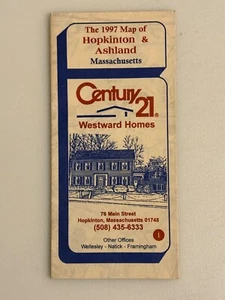 The 1997 Map of
Hopkinton &
Ashland
Massachusetts
Century
21®
Westward Homes
76 Main Street
Hopkinton, Massachusetts 01748
(508) 435-6333
Other Offices
Wellesley - Natick - Framingham